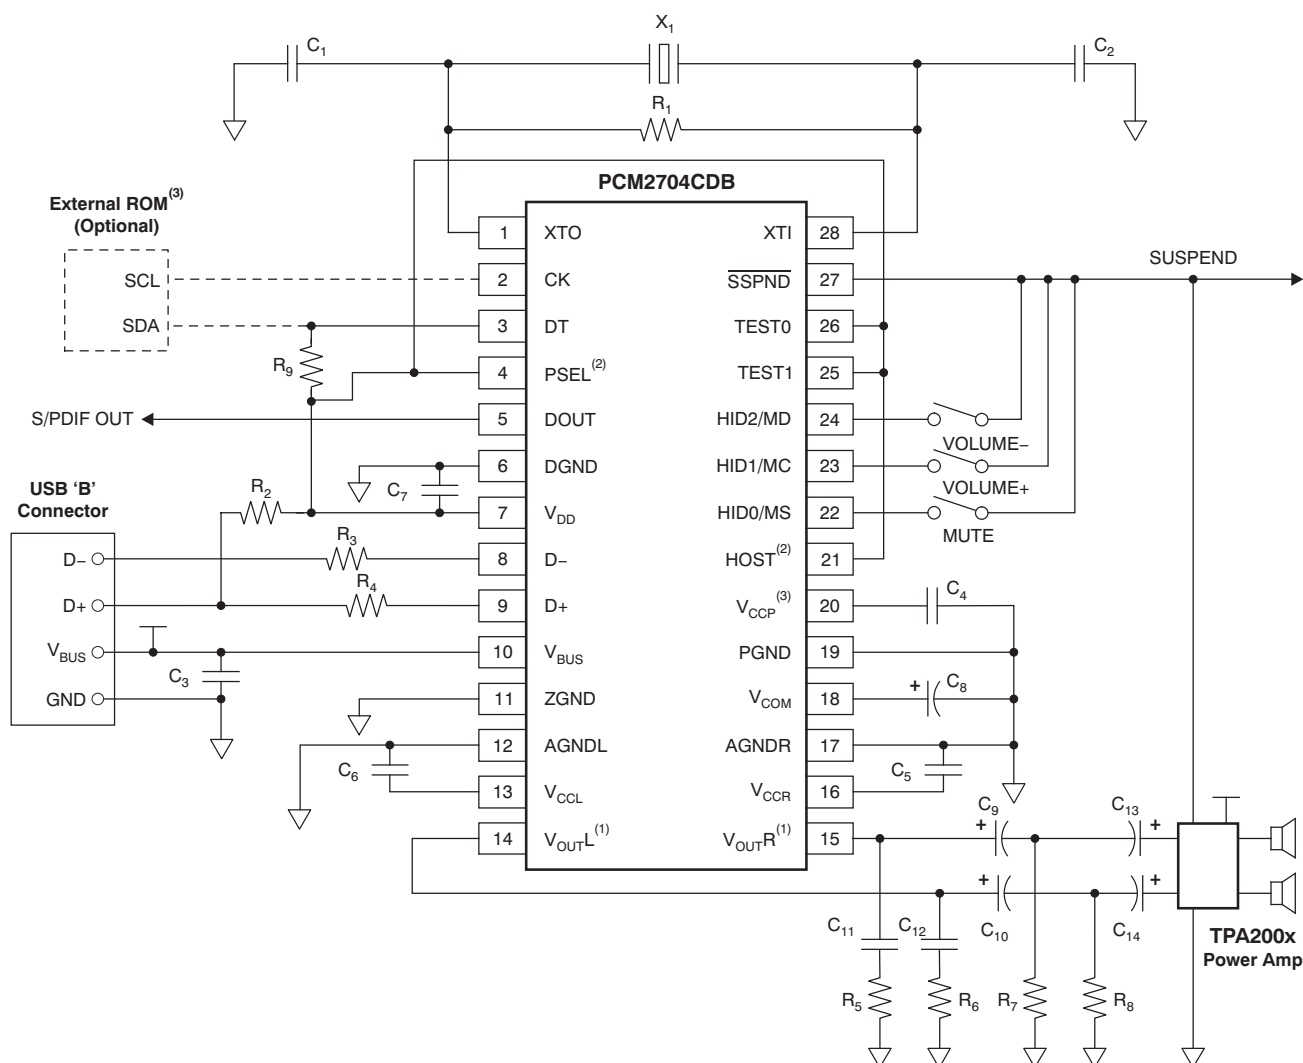 X1
C1
C2
R1
PCM2704CDB
External ROM(3)
(Optional)
SCL
SDA
1 XTO
XTI 28
2 CK
SSPND 27
SUSPEND
3 DT
TEST0 26
R9
4 PSEL(2)
TEST1 25
S/PDIF OUT
5 DOUT
HID2/MD 24
VOLUME–
6 DGND
HID1/MC 23
VOLUME+
C7
USB ‘B’
Connector
R2
7 VDD
HID0/MS 22
MUTE
D–
R3
8 D–
HOST(2) 21
D+
R4
9 D+
VCCP(3) 20
C4
VBUS
10 VBUS
PGND 19
C3
GND
11 ZGND
VCOM 18
+
C8
12 AGNDL
AGNDR 17
C6
C5
13 VCCL
VCCR 16
14 VOUTL(1)
VOUTR(1) 15
C9
+
C13
+
+
+
C11
C12
C10
C14
TPA200x
Power Amp
R5
R6
R7
R8